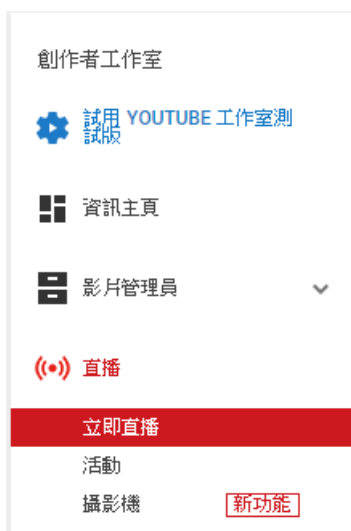 創作者工作室
試用 YOUTUBE 工作室測
試版
資訊主頁
影片管理員
直播
立即直播
活動
攝影機 新功能